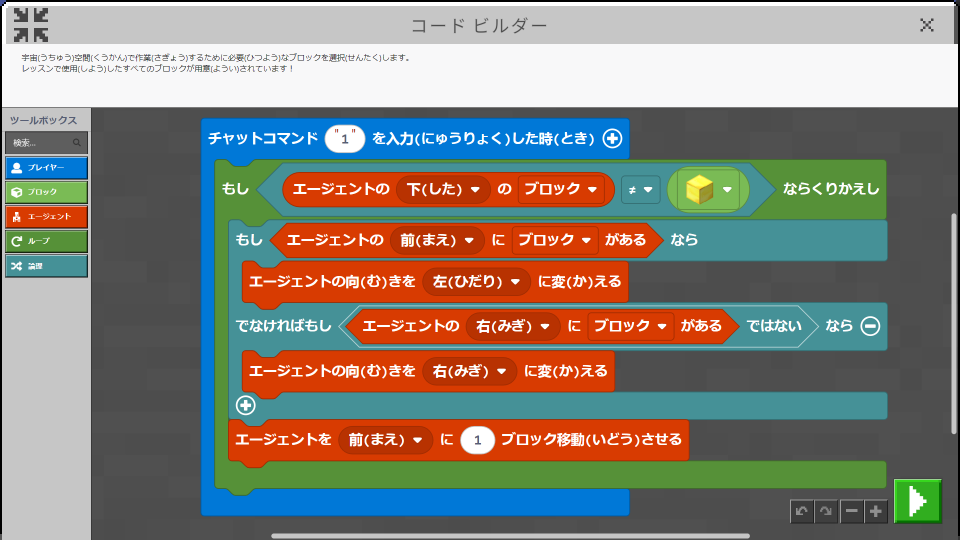 コード ビルダー
宇宙(うちゅう)空間(くうかん)で作業(さぎょう)するために必要(ひつよう)なブロックを選択(せんたく)します。
レッスンで使用(しよう)したすべてのブロックが用意(ようい)されています！
ツールボックス
検索...
プレイヤー
ブロック
エージェント
ループ
論理
チャットコマンド "1" を入力(にゅうりょく)した時(とき)
もし エージェントの 下(した) の ブロック ≠ ならくりかえし
もし エージェントの 前(まえ) に ブロック がある なら
エージェントの向(む)きを 左(ひだり) に変(か)える
でなければもし エージェントの 右(みぎ) に ブロック がある ではない なら
エージェントの向(む)きを 右(みぎ) に変(か)える
エージェントを 前(まえ) に 1 ブロック移動(いどう)させる